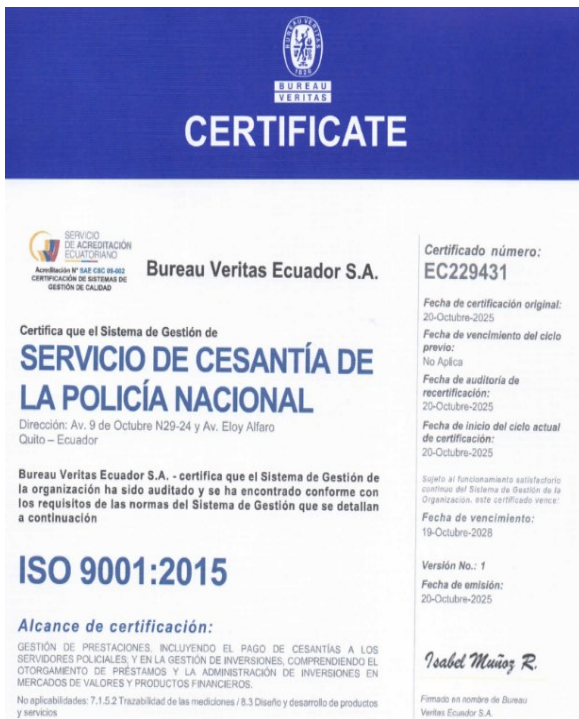 BUREAU VERITAS
1828
BUREAU
VERITAS
CERTIFICATE
SERVICIO
DE ACREDITACIÓN
ECUATORIANO
Acreditación N° SAE CSC 09-002
CERTIFICACIÓN DE SISTEMAS DE
GESTIÓN DE CALIDAD
Bureau Veritas Ecuador S.A.
Certifica que el Sistema de Gestión de
SERVICIO DE CESANTÍA DE
LA POLICÍA NACIONAL
Dirección: Av. 9 de Octubre N29-24 y Av. Eloy Alfaro
Quito – Ecuador
Bureau Veritas Ecuador S.A. - certifica que el Sistema de Gestión de
la organización ha sido auditado y se ha encontrado conforme con
los requisitos de las normas del Sistema de Gestión que se detallan
a continuación
ISO 9001:2015
Alcance de certificación:
GESTIÓN DE PRESTACIONES, INCLUYENDO EL PAGO DE CESANTÍAS A LOS
SERVIDORES POLICIALES, Y EN LA GESTIÓN DE INVERSIONES, COMPRENDIENDO EL
OTORGAMIENTO DE PRÉSTAMOS Y LA ADMINISTRACIÓN DE INVERSIONES EN
MERCADOS DE VALORES Y PRODUCTOS FINANCIEROS.
No aplicabilidades: 7.1.5.2 Trazabilidad de las mediciones / 8.3 Diseño y desarrollo de productos
y servicios
Certificado número:
EC229431
Fecha de certificación original:
20-Octubre-2025
Fecha de vencimiento del ciclo
previo:
No Aplica
Fecha de auditoría de
recertificación:
20-Octubre-2025
Fecha de inicio del ciclo actual
de certificación:
20-Octubre-2025
Sujeto al funcionamiento satisfactorio
continuo del Sistema de Gestión de la
Organización, este certificado vence:
Fecha de vencimiento:
19-Octubre-2028
Versión No.: 1
Fecha de emisión:
20-Octubre-2025
Isabel Muñoz R.
Firmado en nombre de Bureau
Veritas Ecuador S.A.